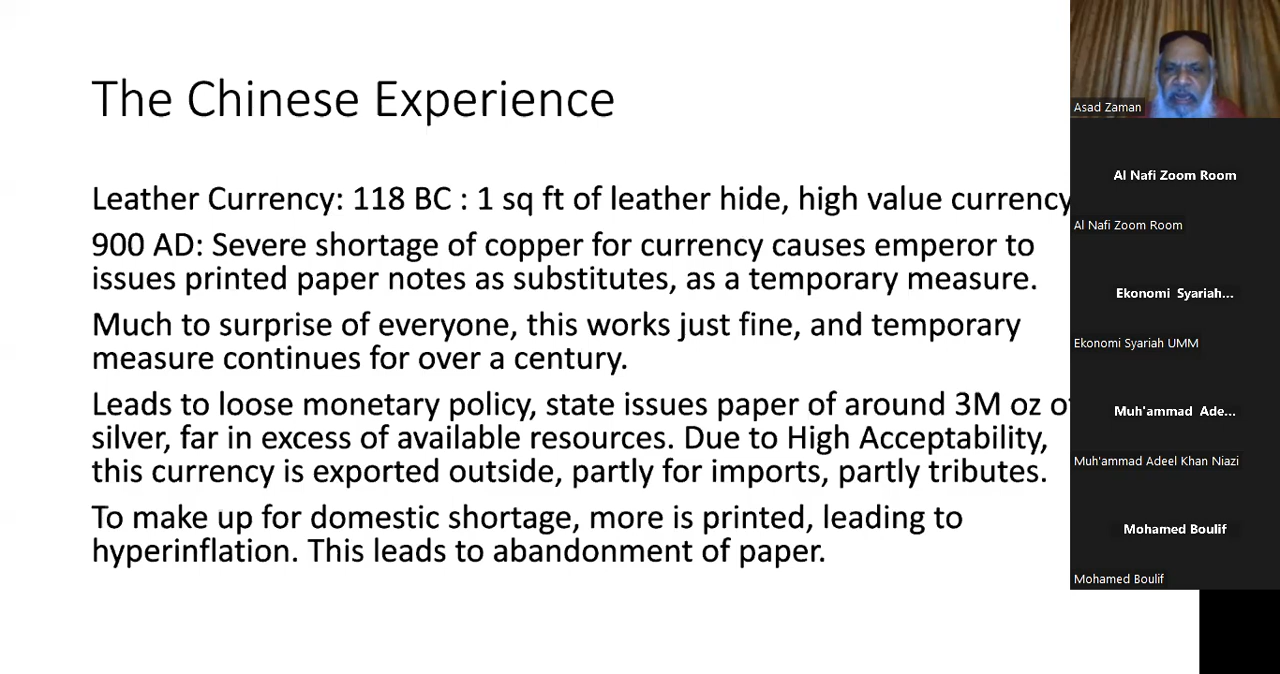 The Chinese Experience
Leather Currency: 118 BC : 1 sq ft of leather hide, high value currency
900 AD: Severe shortage of copper for currency causes emperor to
issues printed paper notes as substitutes, as a temporary measure.
Much to surprise of everyone, this works just fine, and temporary
measure continues for over a century.
Leads to loose monetary policy, state issues paper of around 3M oz of
silver, far in excess of available resources. Due to High Acceptability,
this currency is exported outside, partly for imports, partly tributes.
To make up for domestic shortage, more is printed, leading to
hyperinflation. This leads to abandonment of paper.
Asad Zaman
Al Nafi Zoom Room
Al Nafi Zoom Room
Ekonomi Syariah...
Ekonomi Syariah UMM
Muh'ammad Ade...
Muh'ammad Adeel Khan Niazi
Mohamed Boulif
Mohamed Boulif